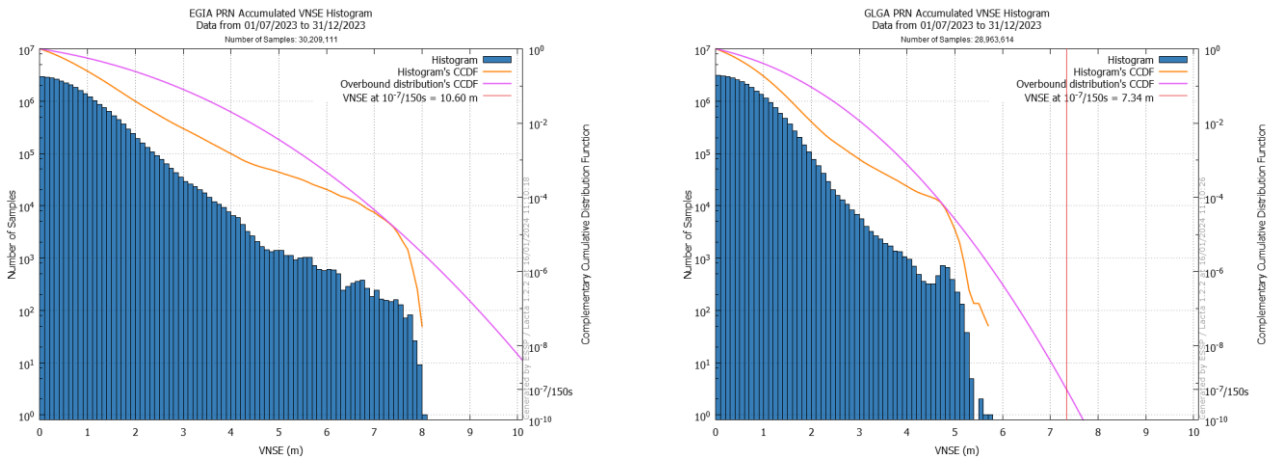 EGIA PRN Accumulated VNSE Histogram
Data from 01/07/2023 to 31/12/2023
Number of Samples: 30,209,111
Histogram
Histogram's CCDF
Overbound distribution's CCDF
VNSE at 10⁻⁷/150s = 10.60 m
Number of Samples
10⁷
10⁶
10⁵
10⁴
10³
10²
10¹
10⁰
0 1 2 3 4 5 6 7 8 9 10
VNSE (m)
10⁰
10⁻²
10⁻⁴
10⁻⁶
10⁻⁸
10⁻⁷/150s
10⁻¹⁰
Complementary Cumulative Distribution Function
GLGA PRN Accumulated VNSE Histogram
Data from 01/07/2023 to 31/12/2023
Number of Samples: 28,963,614
Histogram
Histogram's CCDF
Overbound distribution's CCDF
VNSE at 10⁻⁷/150s = 7.34 m
Number of Samples
10⁷
10⁶
10⁵
10⁴
10³
10²
10¹
10⁰
0 1 2 3 4 5 6 7 8 9 10
VNSE (m)
10⁰
10⁻²
10⁻⁴
10⁻⁶
10⁻⁸
10⁻⁷/150s
10⁻¹⁰
Complementary Cumulative Distribution Function